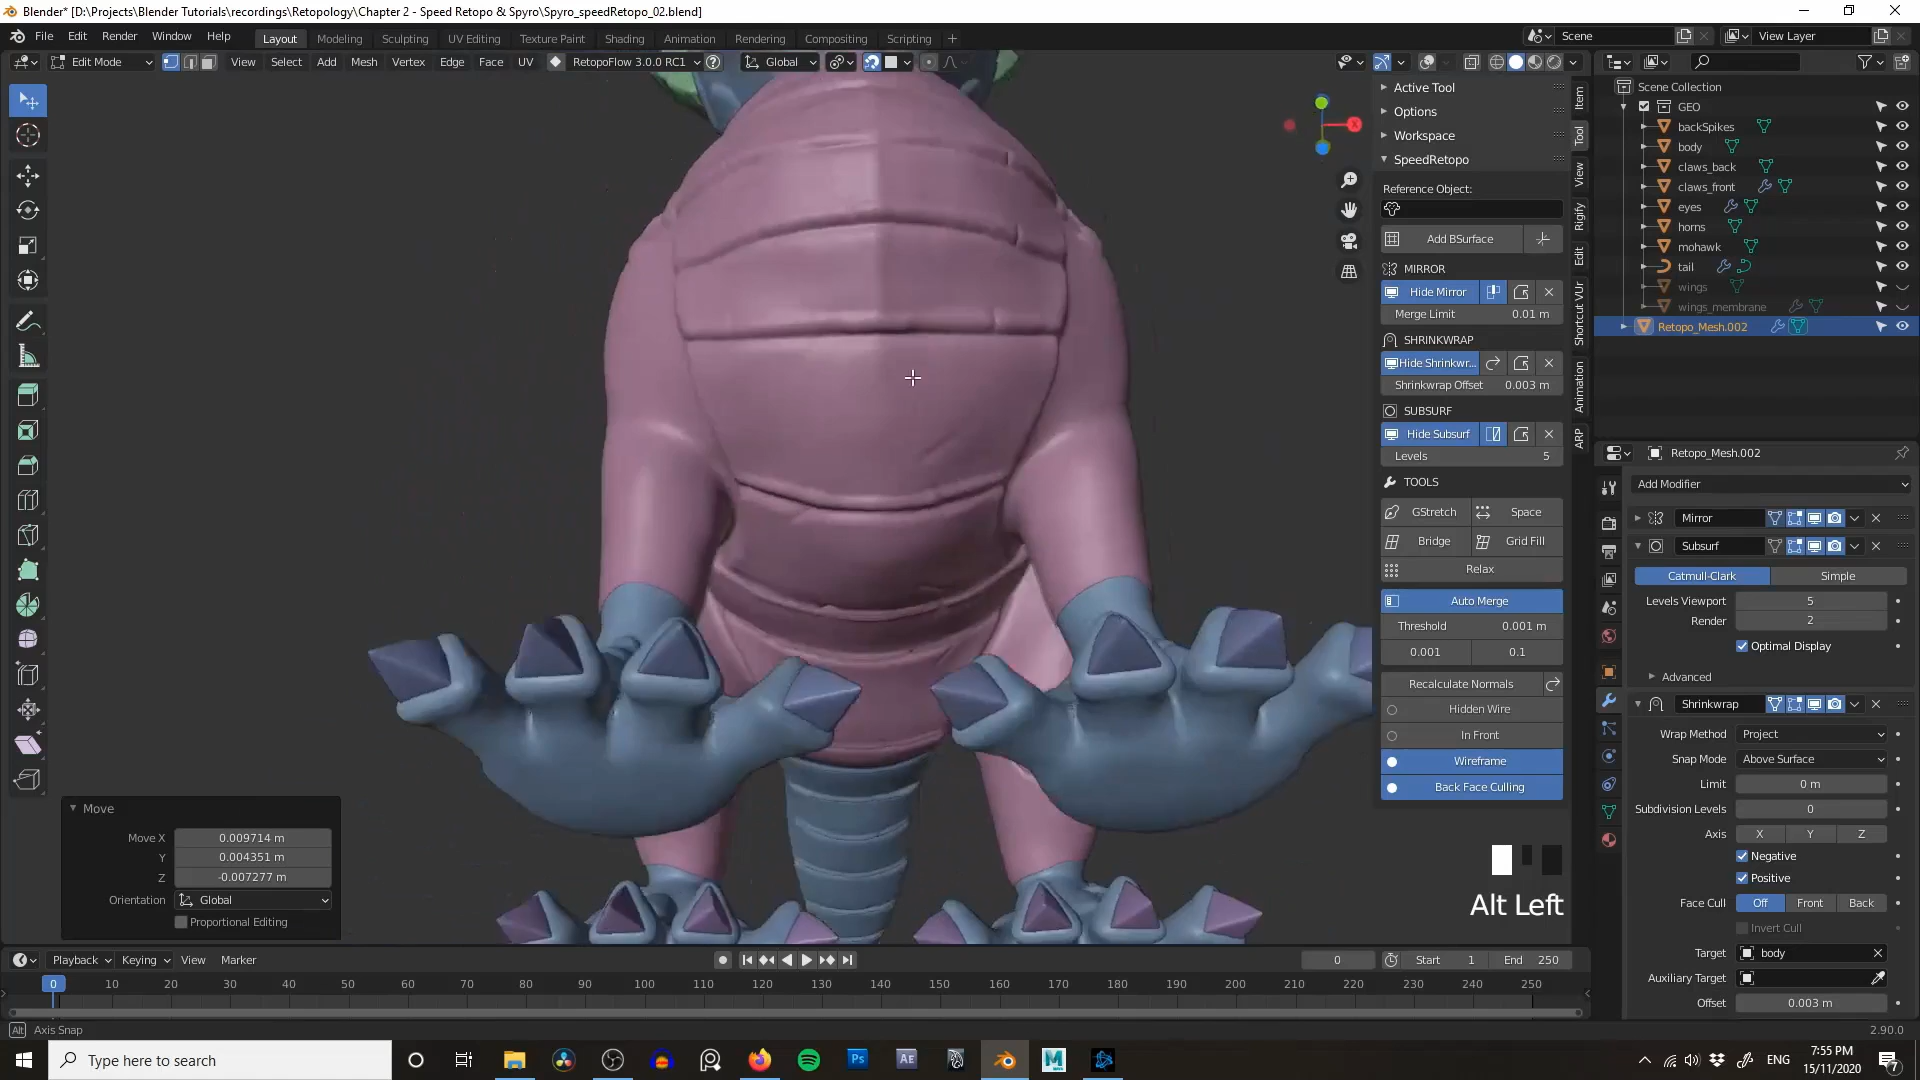 Blender* [D:\Projects\Blender Tutorials\recordings\Retopology\Chapter 2 - Speed Retopo & Spyro\Spyro_speedRetopo_02.blend]
File Edit Render Window Help Layout Modeling Sculpting UV Editing Texture Paint Shading Animation Rendering Compositing Scripting + Scene View Layer
Edit Mode View Select Add Mesh Vertex Edge Face UV RetopoFlow 3.0.0 RC1 ? Global
Scene Collection
GEO
backSpikes
body
claws_back
claws_front
eyes
horns
mohawk
tail
wings
wings_membrane
Retopo_Mesh.002
X
Active Tool
Options
Workspace
SpeedRetopo
Reference Object:
Add BSurface
MIRROR
Hide Mirror
Merge Limit 0.01 m
SHRINKWRAP
Hide Shrinkwr...
Shrinkwrap Offset 0.003 m
SUBSURF
Hide Subsurf
Levels 5
TOOLS
GStretch Space
Bridge Grid Fill
Relax
Auto Merge
Threshold 0.001 m
0.001 0.1
Recalculate Normals
Hidden Wire
In Front
Wireframe
Back Face Culling
Item
Tool
View
Rigify
Edit
Shortcut VUr
Animation
ARP
Retopo_Mesh.002
Add Modifier
Mirror
Subsurf
Catmull-Clark Simple
Levels Viewport 5
Render 2
Optimal Display
Advanced
Shrinkwrap
Wrap Method Project
Snap Mode Above Surface
Limit 0 m
Subdivision Levels 0
Axis X Y Z
Negative
Positive
Face Cull Off Front Back
Invert Cull
Target body
Auxiliary Target
Offset 0.003 m
Move
Move X 0.009714 m
Y 0.004351 m
Z -0.007277 m
Orientation Global
Proportional Editing
Alt Left
Playback Keying View Marker 0 Start 1 End 250
0 10 20 30 40 50 60 70 80 90 100 110 120 130 140 150 160 170 180 190 200 210 220 230 240 250
Alt Axis Snap 2.90.0
Type here to search
Ps Ae M
ENG
7:55 PM
15/11/2020
7